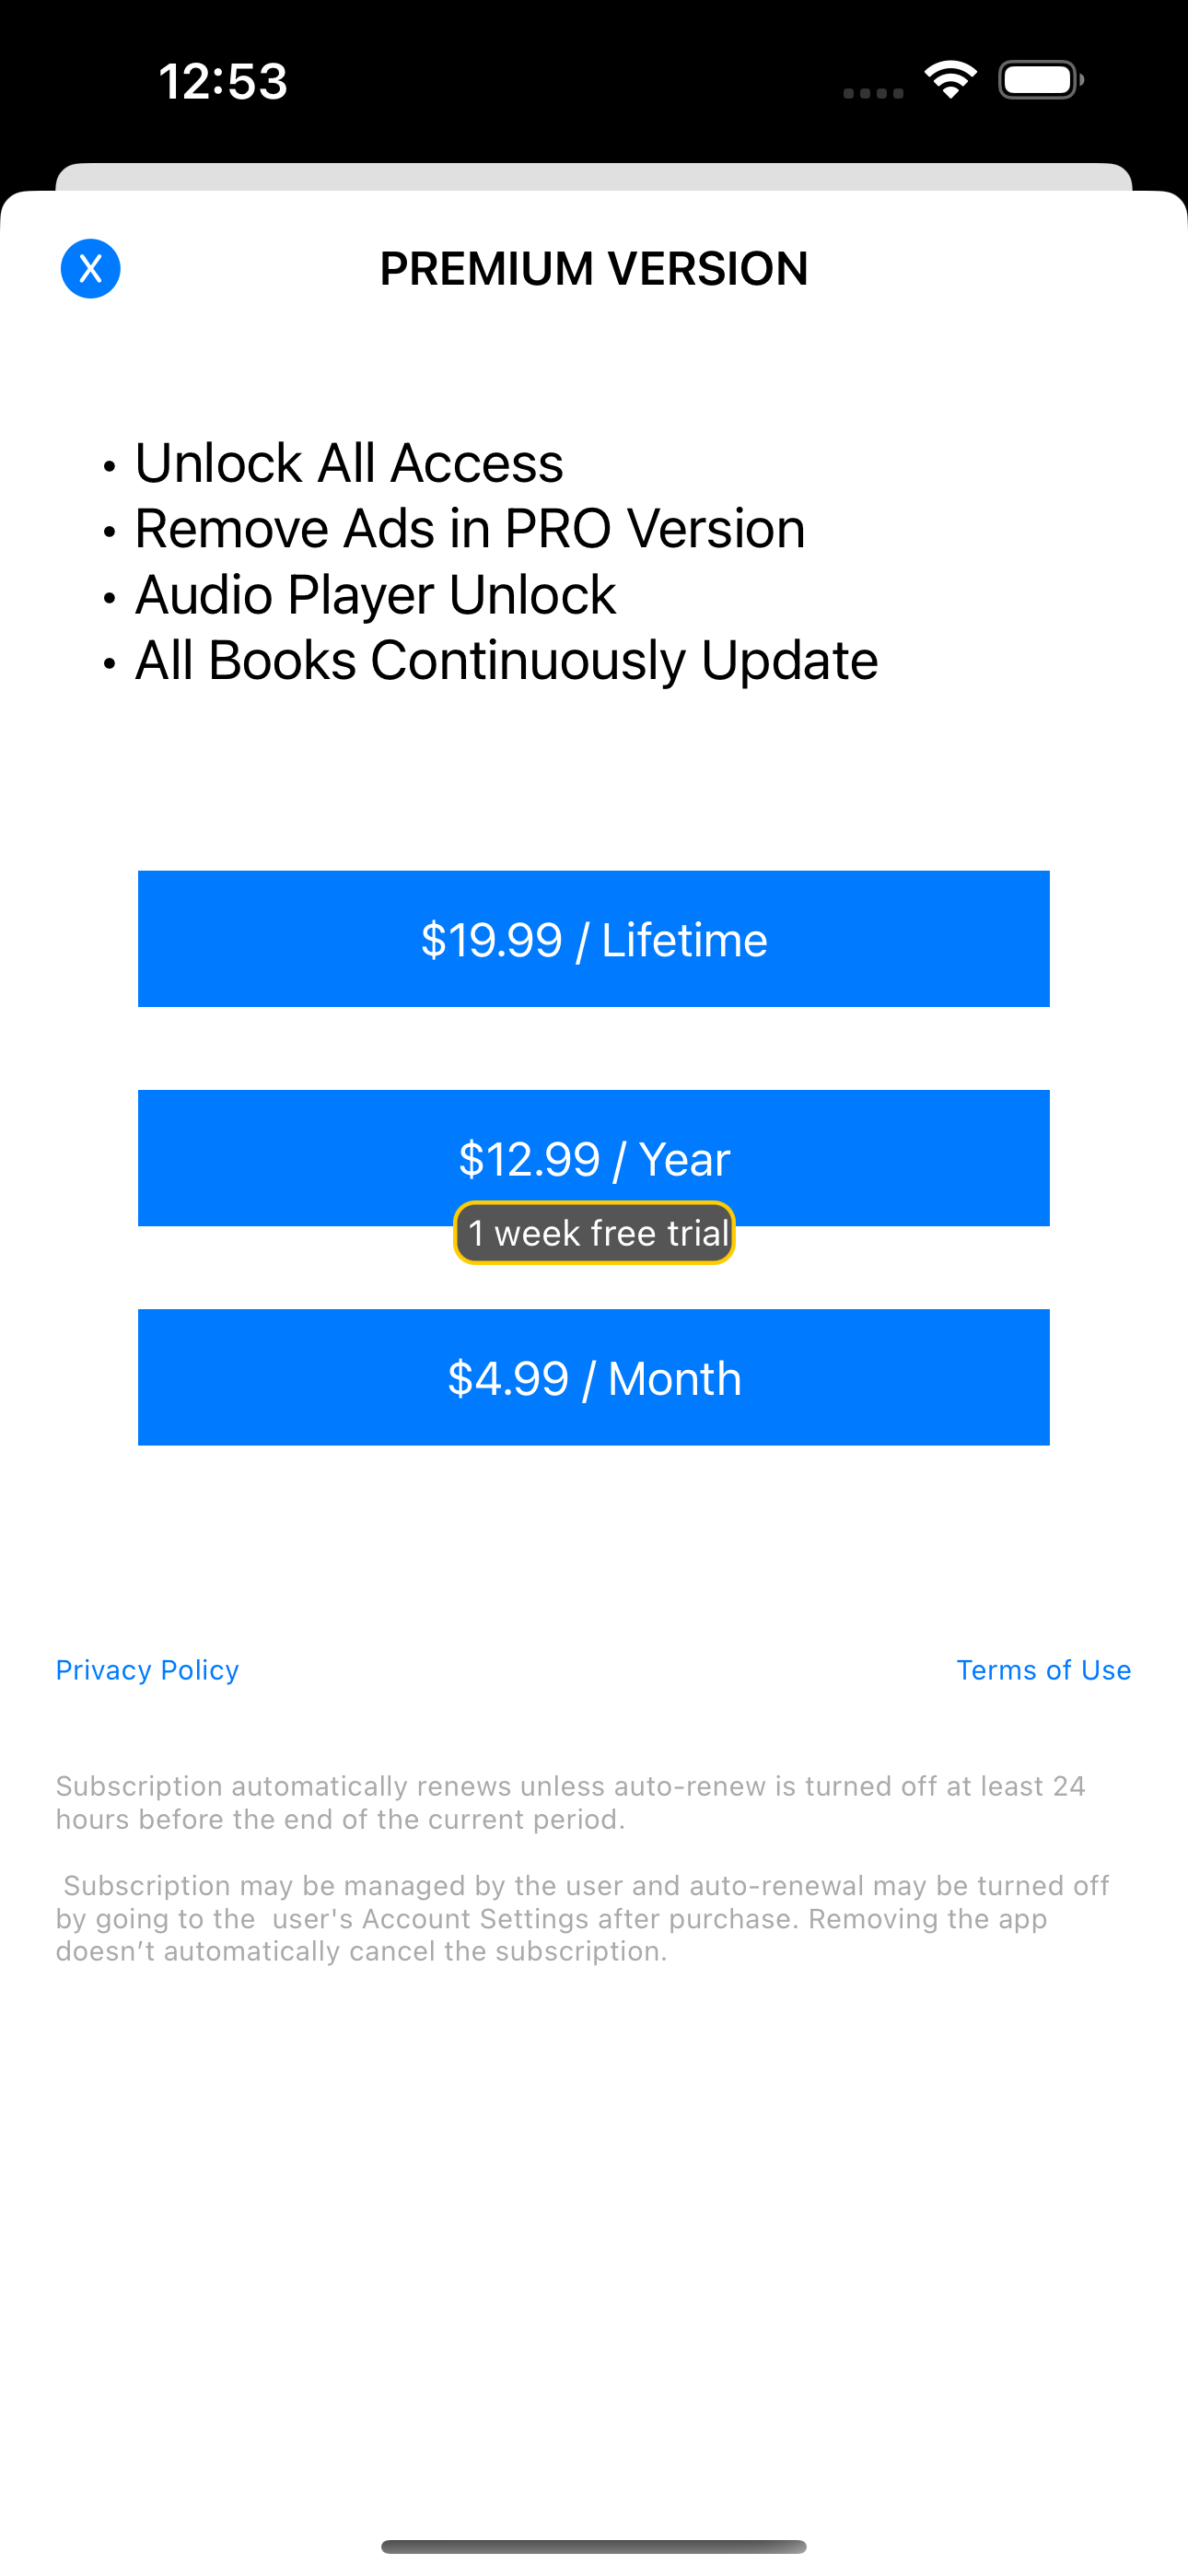 12:53
X
PREMIUM VERSION
• Unlock All Access
• Remove Ads in PRO Version
• Audio Player Unlock
• All Books Continuously Update
$19.99 / Lifetime
$12.99 / Year
1 week free trial
$4.99 / Month
Privacy Policy
Terms of Use
Subscription automatically renews unless auto-renew is turned off at least 24
hours before the end of the current period.
Subscription may be managed by the user and auto-renewal may be turned off
by going to the  user's Account Settings after purchase. Removing the app
doesn’t automatically cancel the subscription.